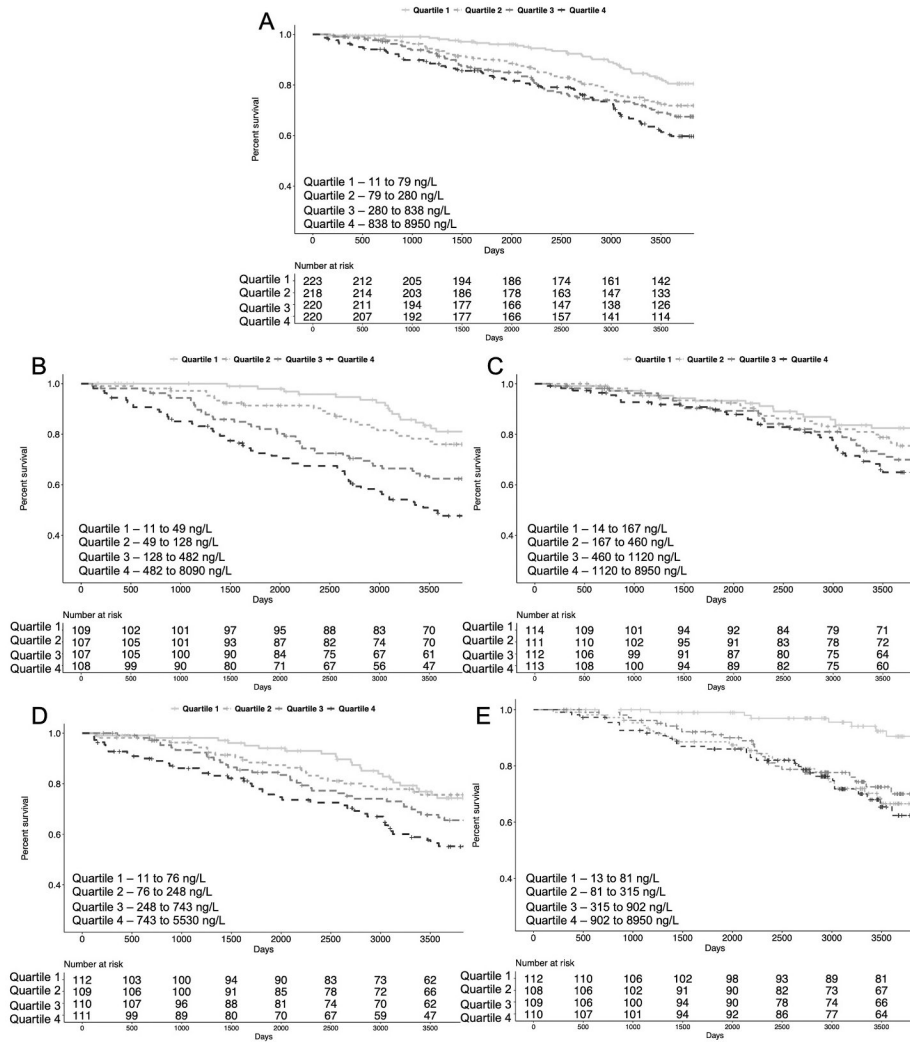 A
Quartile 1 Quartile 2 Quartile 3 Quartile 4
Percent survival
1.0
0.8
0.6
0.4
Quartile 1 – 11 to 79 ng/L
Quartile 2 – 79 to 280 ng/L
Quartile 3 – 280 to 838 ng/L
Quartile 4 – 838 to 8950 ng/L
0 500 1000 1500 2000 2500 3000 3500
Days
Number at risk
Quartile 1 223 212 205 194 186 174 161 142
Quartile 2 218 214 203 186 178 163 147 133
Quartile 3 220 211 194 177 166 147 138 126
Quartile 4 220 207 192 177 166 157 141 114
0 500 1000 1500 2000 2500 3000 3500
Days
B
Quartile 1 Quartile 2 Quartile 3 Quartile 4
Percent survival
1.0
0.8
0.6
0.4
Quartile 1 – 11 to 49 ng/L
Quartile 2 – 49 to 128 ng/L
Quartile 3 – 128 to 482 ng/L
Quartile 4 – 482 to 8090 ng/L
0 500 1000 1500 2000 2500 3000 3500
Days
Number at risk
Quartile 1 109 102 101 97 95 88 83 70
Quartile 2 107 105 101 93 87 82 74 70
Quartile 3 107 105 100 90 84 75 67 61
Quartile 4 108 99 90 80 71 67 56 47
0 500 1000 1500 2000 2500 3000 3500
Days
C
Quartile 1 Quartile 2 Quartile 3 Quartile 4
Percent survival
1.0
0.8
0.6
0.4
Quartile 1 – 14 to 167 ng/L
Quartile 2 – 167 to 460 ng/L
Quartile 3 – 460 to 1120 ng/L
Quartile 4 – 1120 to 8950 ng/L
0 500 1000 1500 2000 2500 3000 3500
Days
Number at risk
Quartile 1 114 109 101 94 92 84 79 71
Quartile 2 111 110 102 95 91 83 78 72
Quartile 3 112 106 99 91 87 80 75 64
Quartile 4 113 108 100 94 89 82 75 60
0 500 1000 1500 2000 2500 3000 3500
Days
D
Quartile 1 Quartile 2 Quartile 3 Quartile 4
Percent survival
1.0
0.8
0.6
0.4
Quartile 1 – 11 to 76 ng/L
Quartile 2 – 76 to 248 ng/L
Quartile 3 – 248 to 743 ng/L
Quartile 4 – 743 to 5530 ng/L
0 500 1000 1500 2000 2500 3000 3500
Days
Number at risk
Quartile 1 112 103 100 94 90 83 73 62
Quartile 2 109 106 100 91 85 78 72 66
Quartile 3 110 107 96 88 81 74 70 62
Quartile 4 111 99 89 80 70 67 59 47
0 500 1000 1500 2000 2500 3000 3500
Days
E
Quartile 1 Quartile 2 Quartile 3 Quartile 4
Percent survival
1.0
0.8
0.6
0.4
Quartile 1 – 13 to 81 ng/L
Quartile 2 – 81 to 315 ng/L
Quartile 3 – 315 to 902 ng/L
Quartile 4 – 902 to 8950 ng/L
0 500 1000 1500 2000 2500 3000 3500
Days
Number at risk
Quartile 1 112 110 106 102 98 93 89 81
Quartile 2 108 106 102 91 90 82 73 67
Quartile 3 109 106 100 94 90 78 74 66
Quartile 4 110 107 101 94 92 86 77 64
0 500 1000 1500 2000 2500 3000 3500
Days